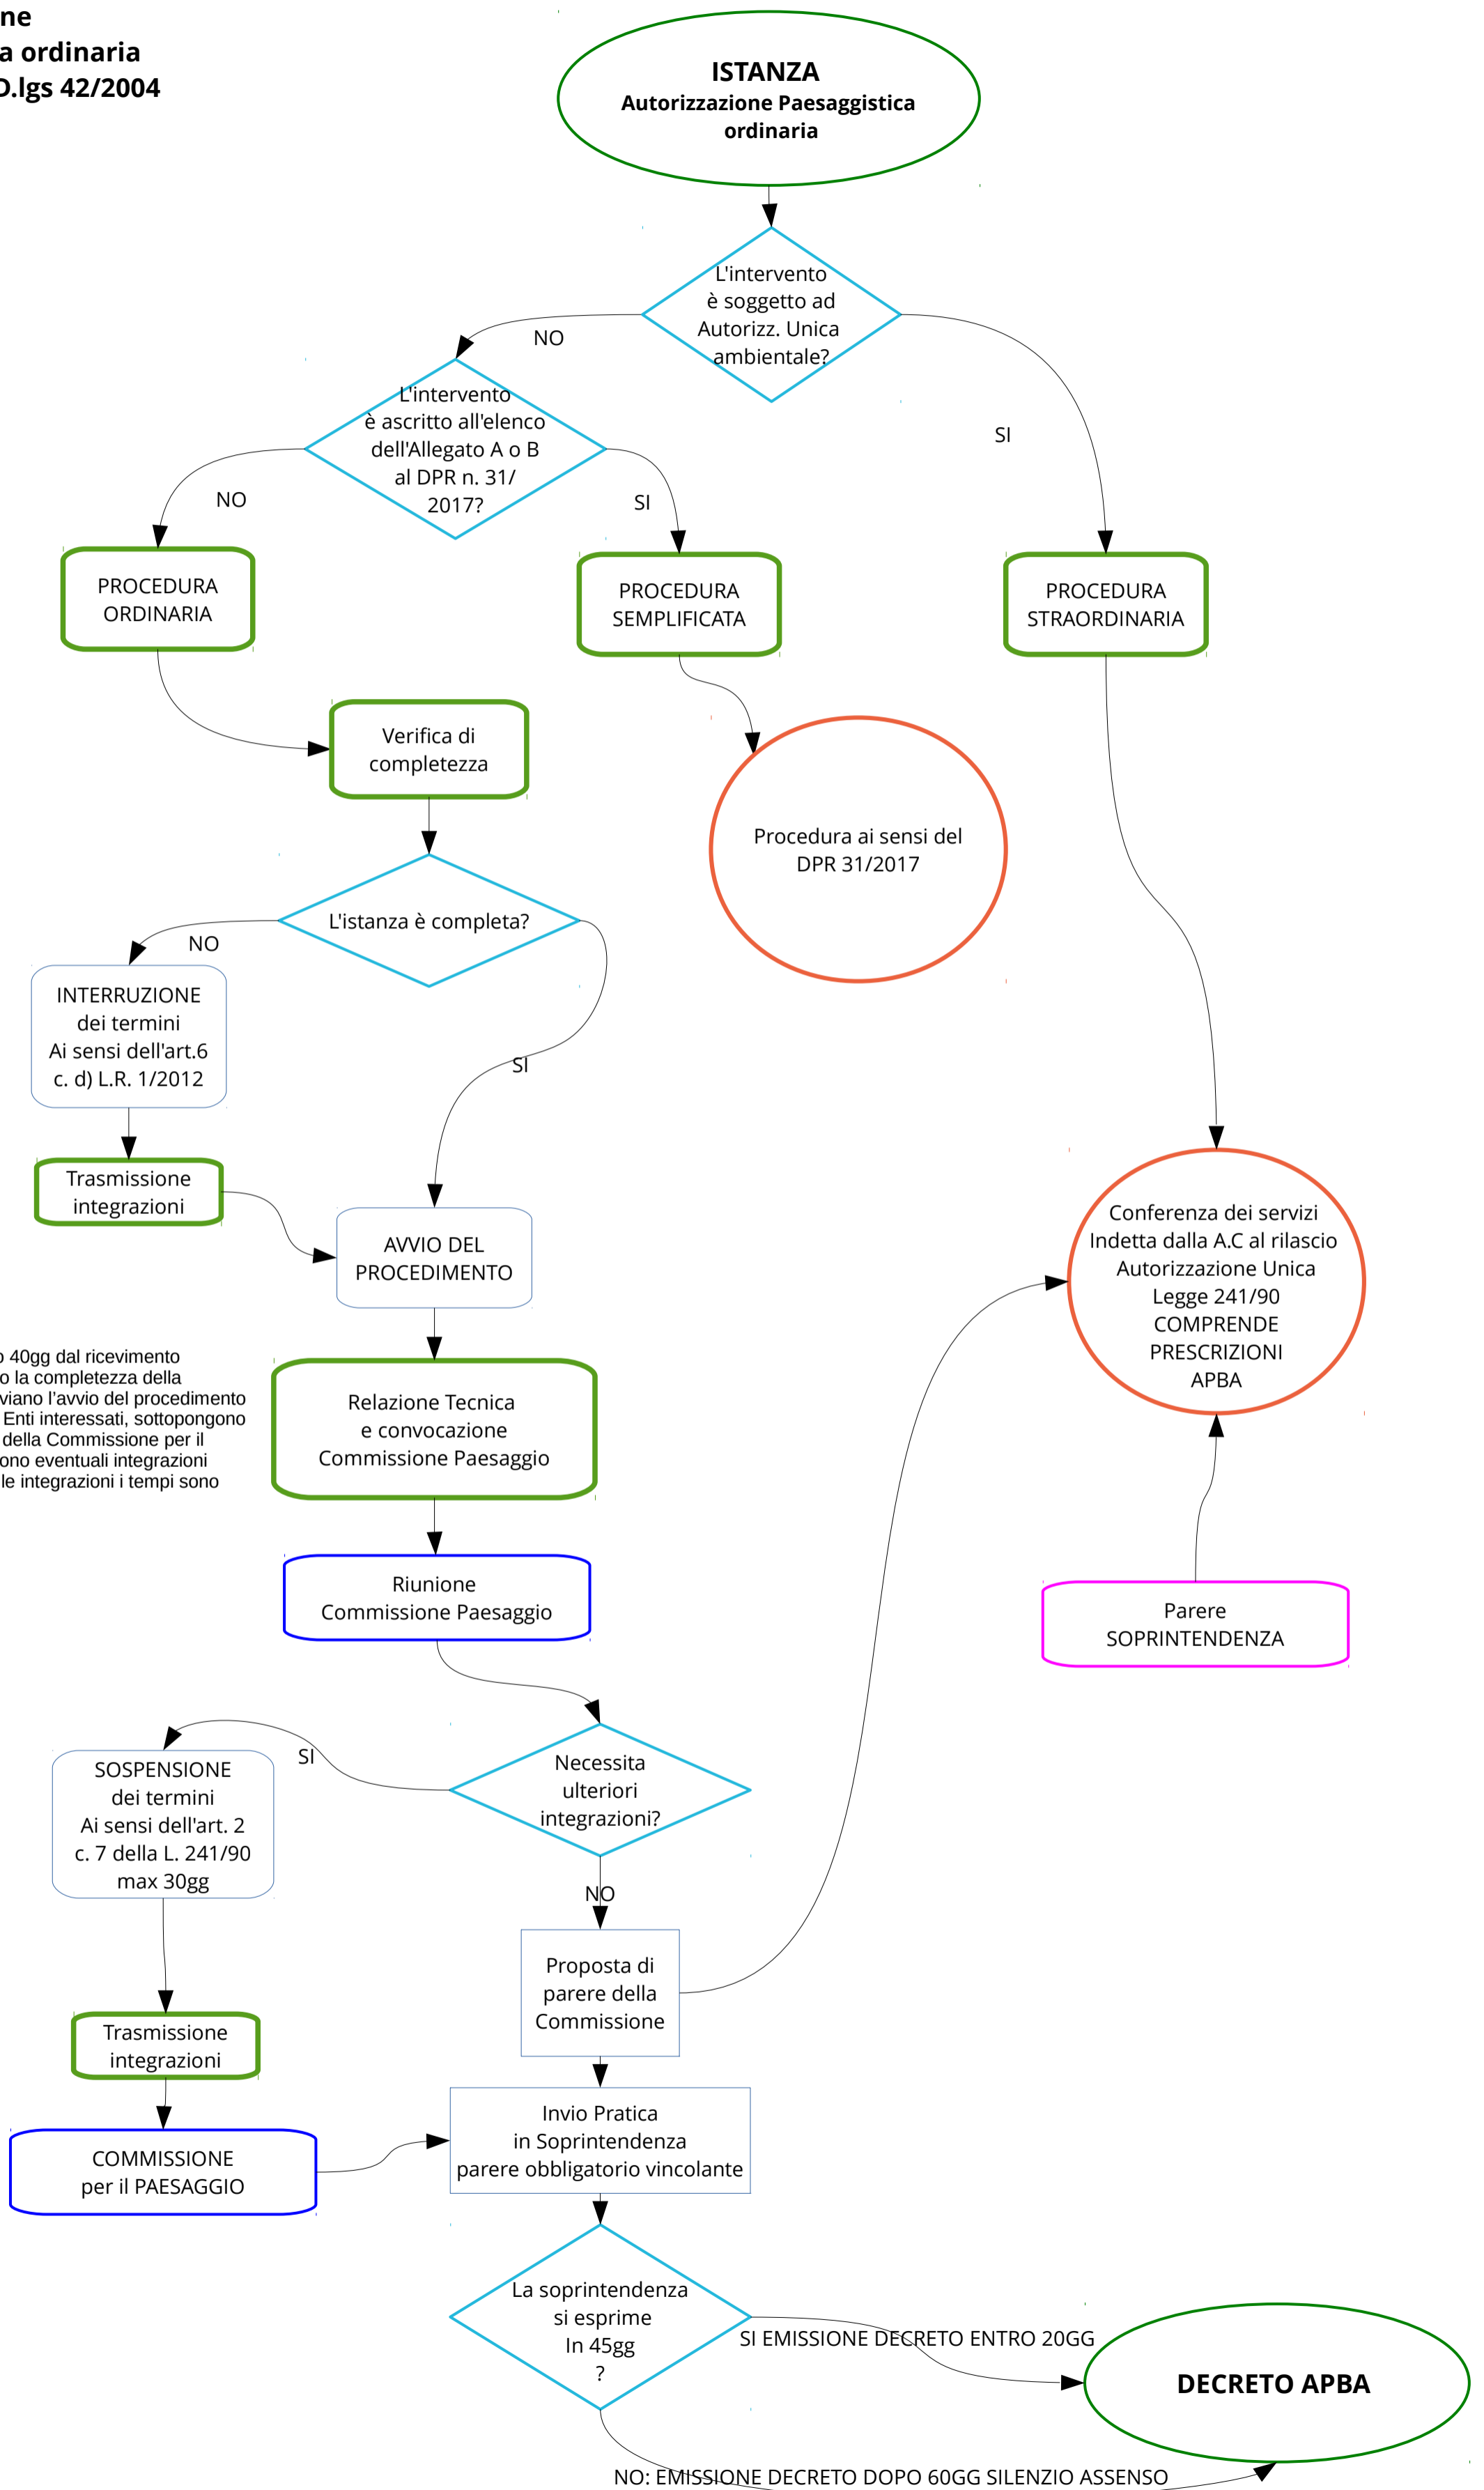 ne
a ordinaria
D.lgs 42/2004
ISTANZA
Autorizzazione Paesaggistica
ordinaria
L'intervento
è soggetto ad
Autorizz. Unica
ambientale?
NO
SI
L'intervento
è ascritto all'elenco
dell'Allegato A o B
al DPR n. 31/
2017?
NO
SI
PROCEDURA
ORDINARIA
PROCEDURA
SEMPLIFICATA
PROCEDURA
STRAORDINARIA
Verifica di
completezza
Procedura ai sensi del
DPR 31/2017
L'istanza è completa?
NO
SI
INTERRUZIONE
dei termini
Ai sensi dell'art.6
c. d) L.R. 1/2012
Trasmissione
integrazioni
AVVIO DEL
PROCEDIMENTO
Conferenza dei servizi
Indetta dalla A.C al rilascio
Autorizzazione Unica
Legge 241/90
COMPRENDE
PRESCRIZIONI
APBA
o 40gg dal ricevimento
o la completezza della
viano l’avvio del procedimento
Enti interessati, sottopongono
della Commissione per il
ono eventuali integrazioni
le integrazioni i tempi sono
Relazione Tecnica
e convocazione
Commissione Paesaggio
Riunione
Commissione Paesaggio
Parere
SOPRINTENDENZA
Necessita
ulteriori
integrazioni?
SI
NO
SOSPENSIONE
dei termini
Ai sensi dell'art. 2
c. 7 della L. 241/90
max 30gg
Proposta di
parere della
Commissione
Trasmissione
integrazioni
COMMISSIONE
per il PAESAGGIO
Invio Pratica
in Soprintendenza
parere obbligatorio vincolante
La soprintendenza
si esprime
In 45gg
?
SI EMISSIONE DECRETO ENTRO 20GG
DECRETO APBA
NO: EMISSIONE DECRETO DOPO 60GG SILENZIO ASSENSO